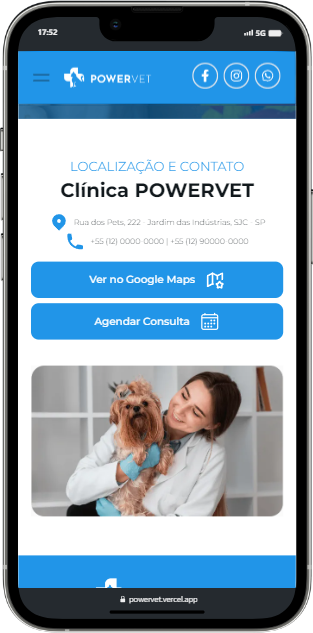 17:52
5G
POWERVET
LOCALIZAÇÃO E CONTATO
Clínica POWERVET
Rua dos Pets, 222 - Jardim das Indústrias, SJC - SP
+55 (12) 0000-0000 | +55 (12) 90000-0000
Ver no Google Maps
Agendar Consulta
powervet.vercel.app